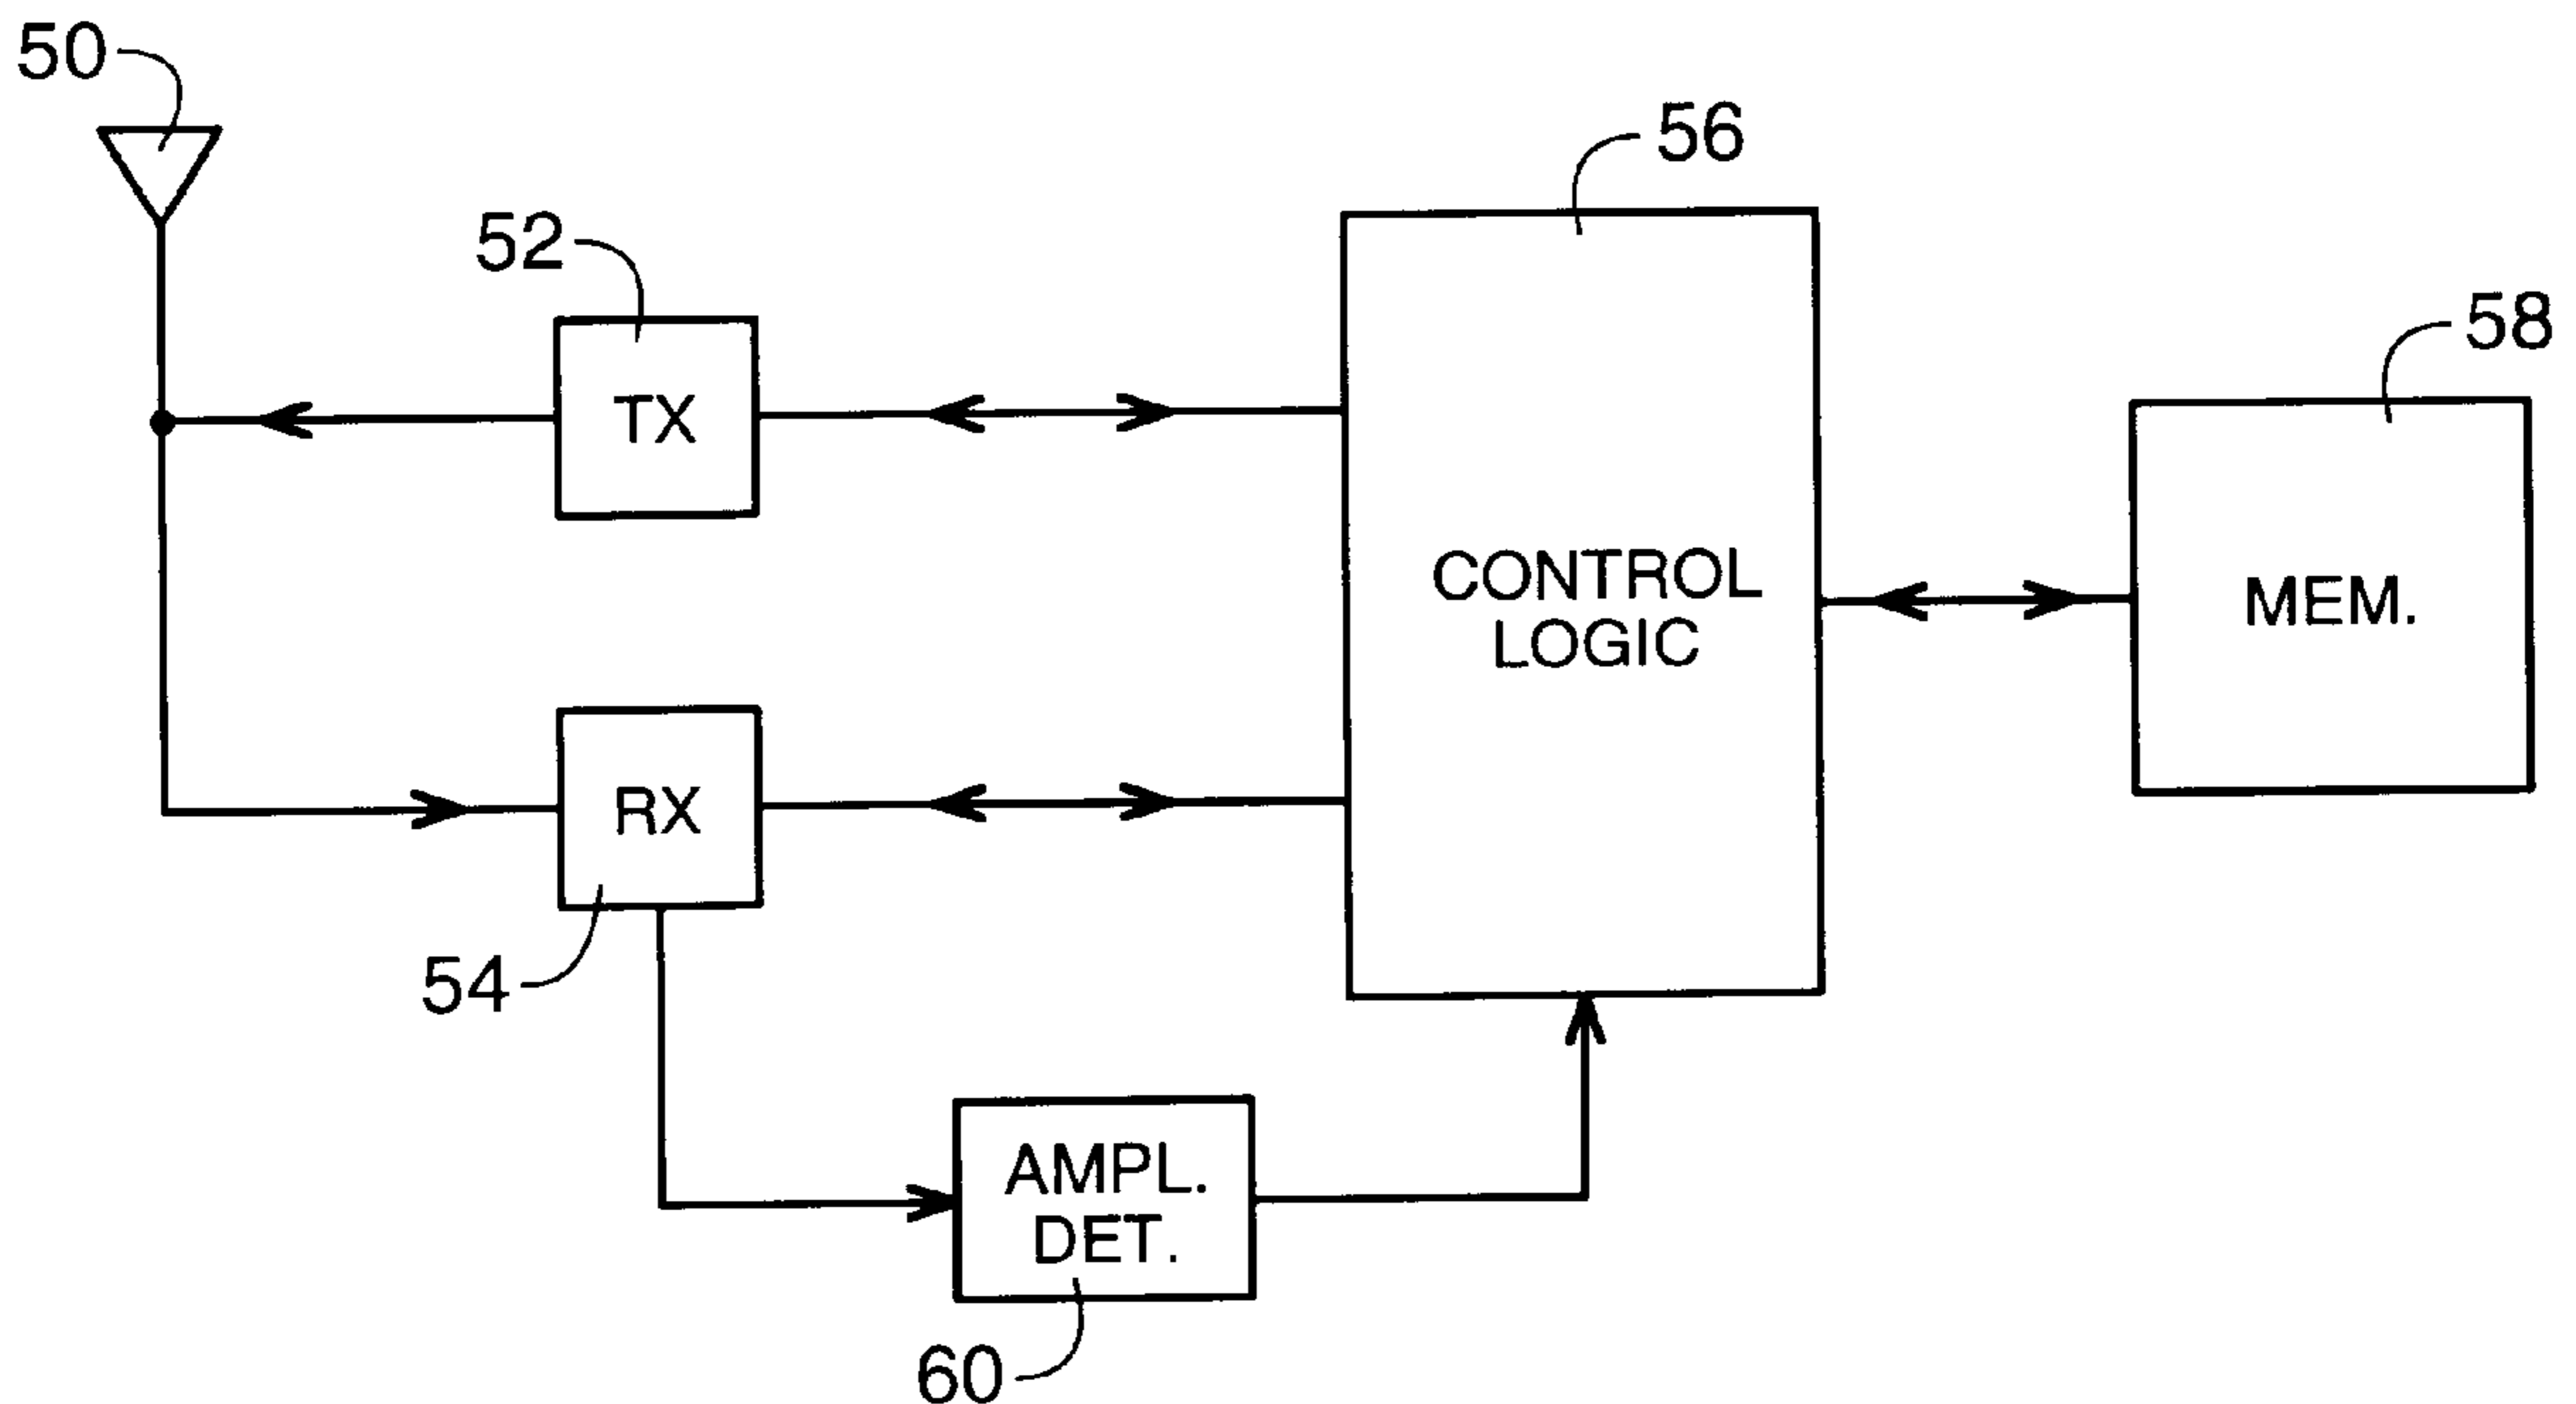 50
52
TX
56
CONTROL
LOGIC
58
MEM.
RX
54
AMPL.
DET.
60